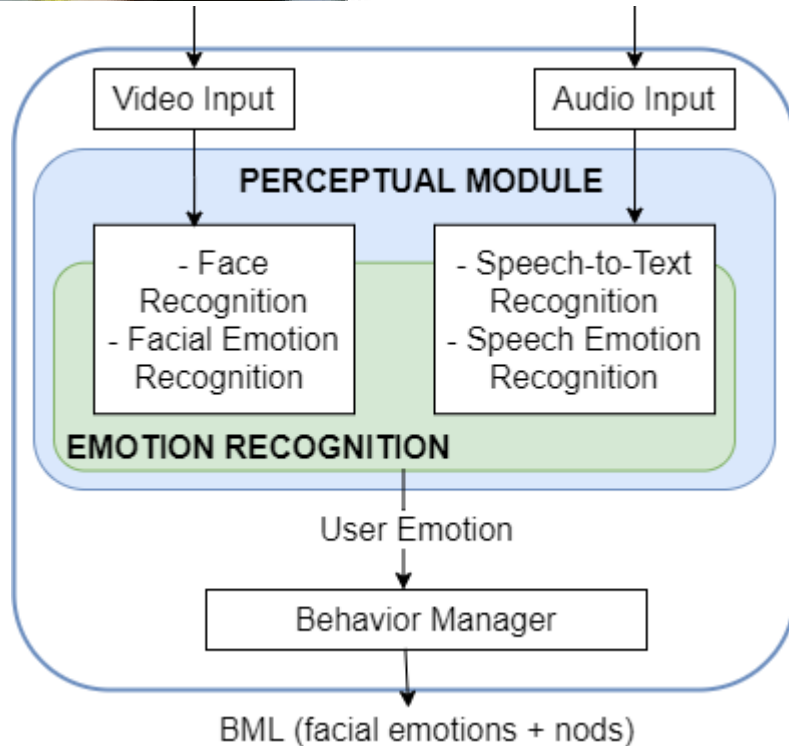 Video Input
Audio Input
PERCEPTUAL MODULE
- Face
Recognition
- Facial Emotion
Recognition
- Speech-to-Text
Recognition
- Speech Emotion
Recognition
EMOTION RECOGNITION
User Emotion
Behavior Manager
BML (facial emotions + nods)